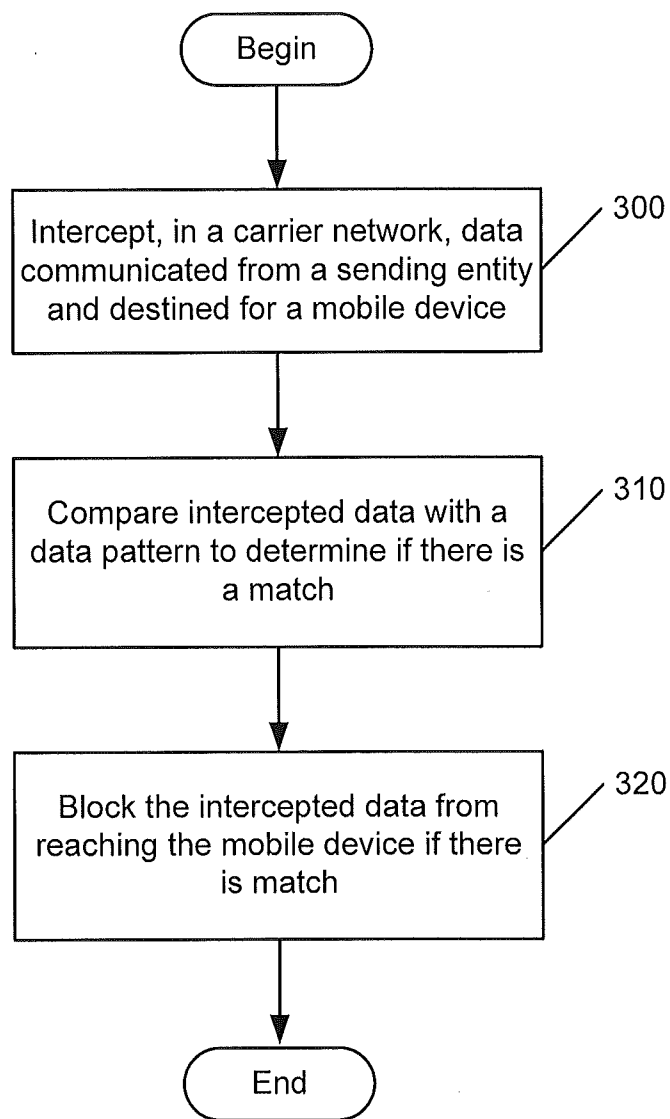 Begin
Intercept, in a carrier network, data
communicated from a sending entity
and destined for a mobile device
300
Compare intercepted data with a
data pattern to determine if there is
a match
310
Block the intercepted data from
reaching the mobile device if there
is match
320
End